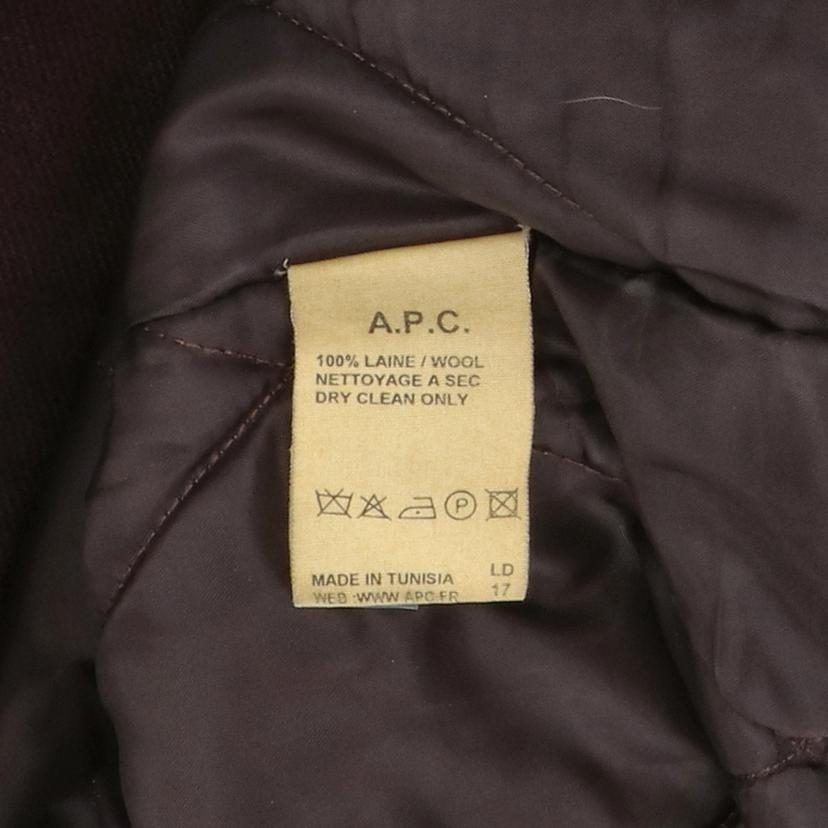 A.P.C.
100% LAINE / WOOL
NETTOYAGE A SEC
DRY CLEAN ONLY
P
MADE IN TUNISIA
WEB :WWW APC.FR
LD
17